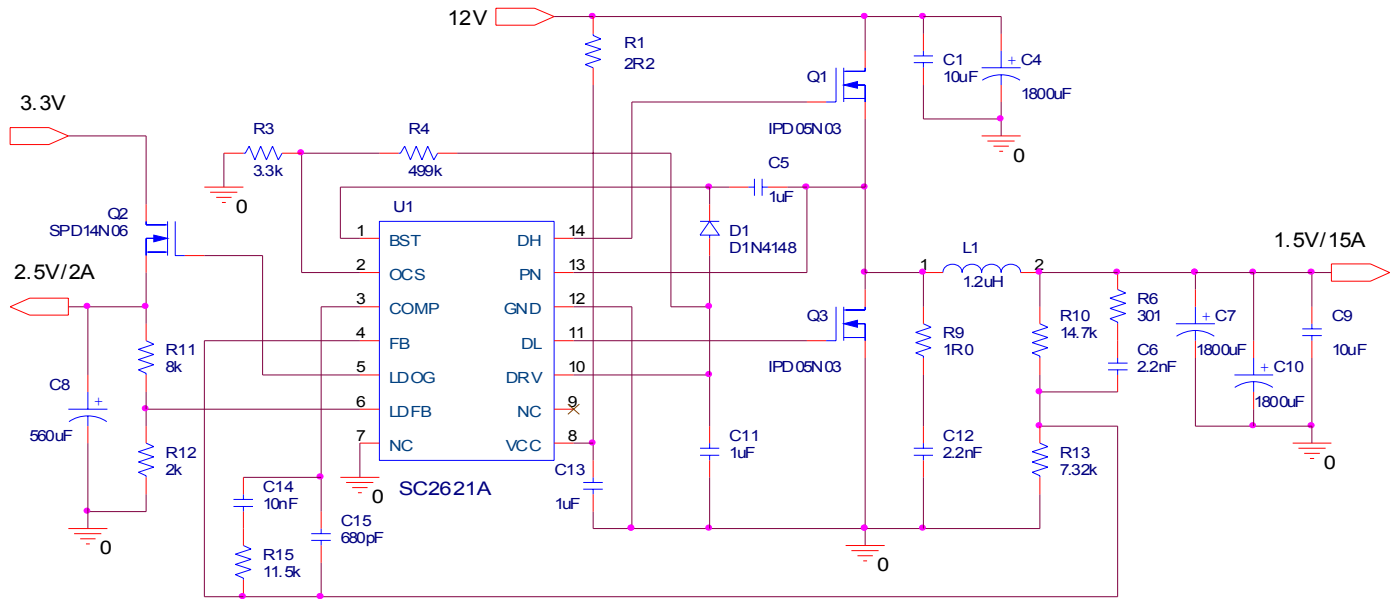 12V
R1
2R2
C1
10uF
+
C4
1800uF
Q1
IPD05N03
0
3.3V
R3
3.3k
R4
499k
0
C5
1uF
Q2
SPD14N06
U1
1
BST
DH
14
2
OCS
PN
13
3
COMP
GND
12
4
FB
DL
11
5
LDOG
DRV
10
6
LDFB
NC
9
7
NC
VCC
8
SC2621A
D1
D1N4148
1.5V/15A
1
L1
2
1.2uH
2.5V/2A
Q3
IPD05N03
R9
1R0
R10
14.7k
R6
301
C6
2.2nF
+
C7
1800uF
+
C10
1800uF
C9
10uF
0
R11
8k
C8
+
560uF
R12
2k
0
0
C14
10nF
C15
680pF
R15
11.5k
C13
1uF
C11
1uF
C12
2.2nF
R13
7.32k
0